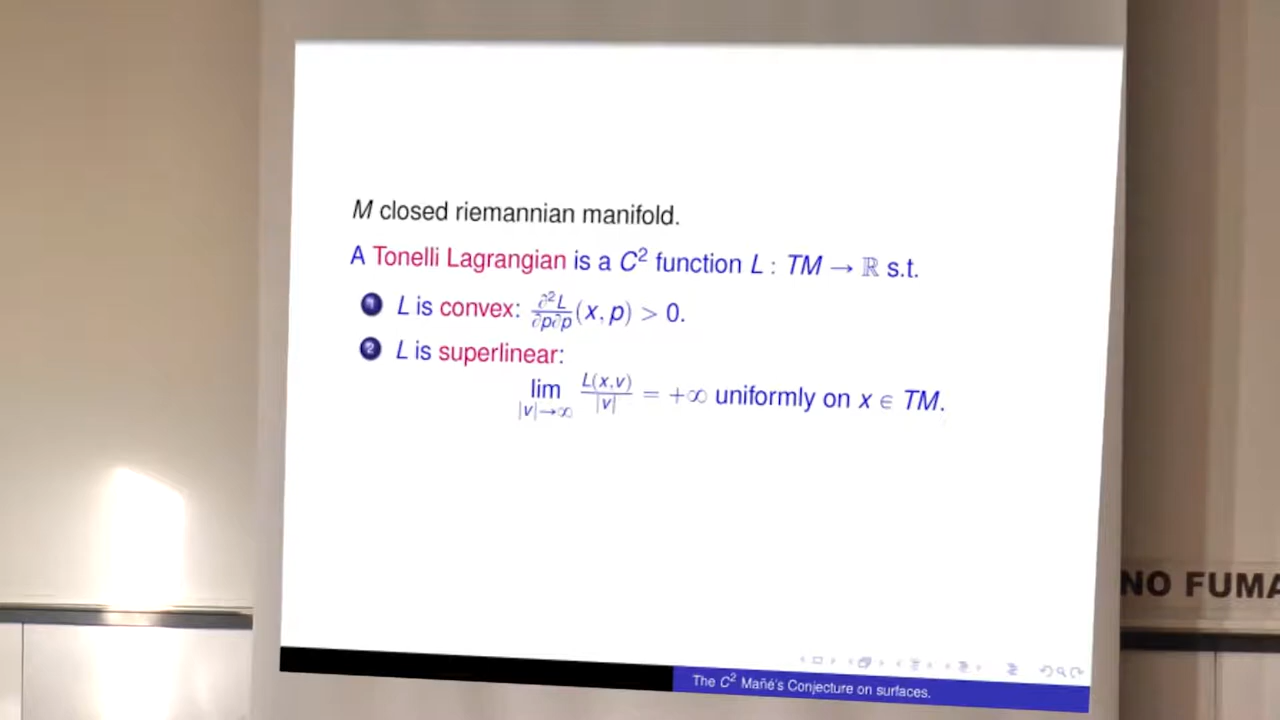 M closed riemannian manifold.
A Tonelli Lagrangian is a C² function L : TM → ℝ s.t.
1 L is convex: ∂²L/∂p∂p (x, p) > 0.
2 L is superlinear:
lim |v|→∞ L(x,v)/|v| = +∞ uniformly on x ∈ TM.
The C² Mañé's Conjecture on surfaces.
NO FUMA